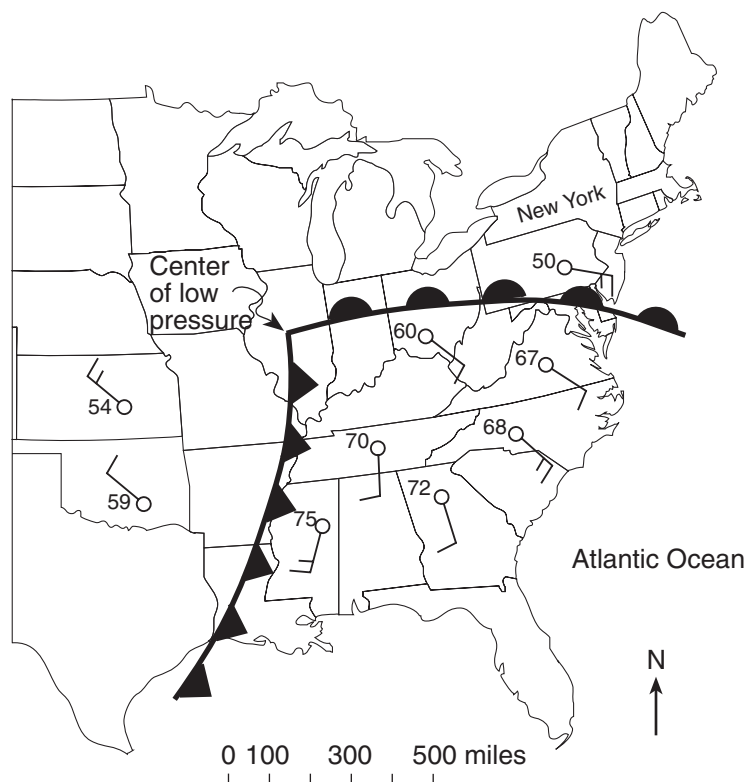 New York
50
Center
of low
pressure
60
67
54
70
68
59
75
72
Atlantic Ocean
N
0 100 300 500 miles